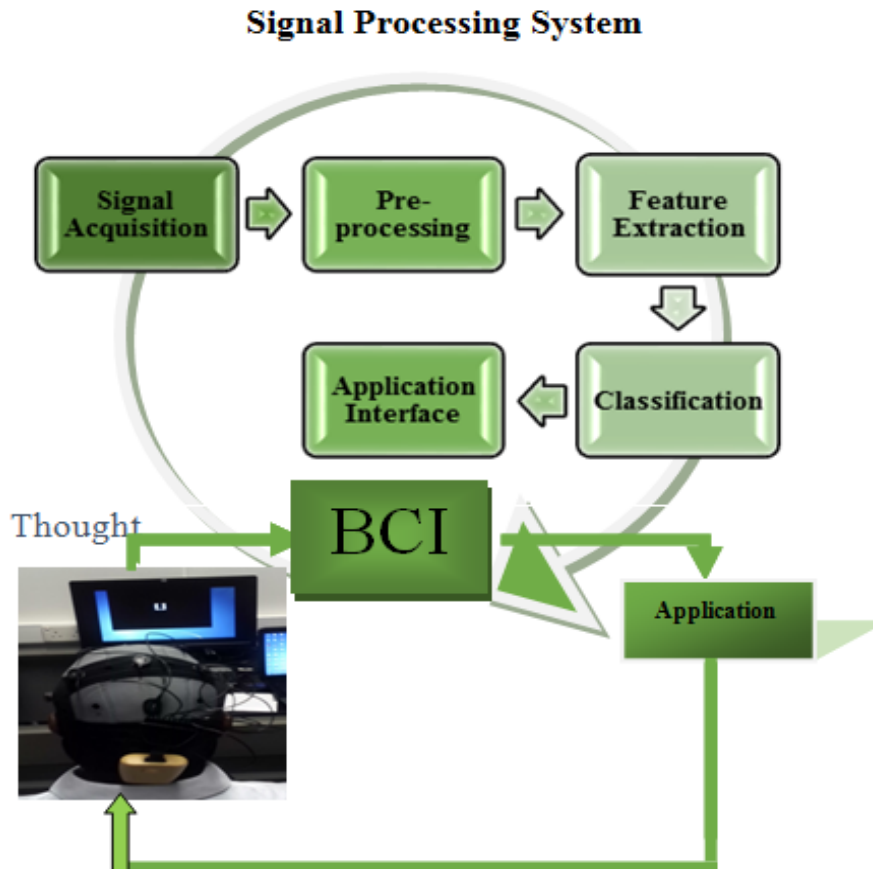 Signal Processing System
Signal
Acquisition
Pre-
processing
Feature
Extraction
Application
Interface
Classification
Thought
BCI
Application